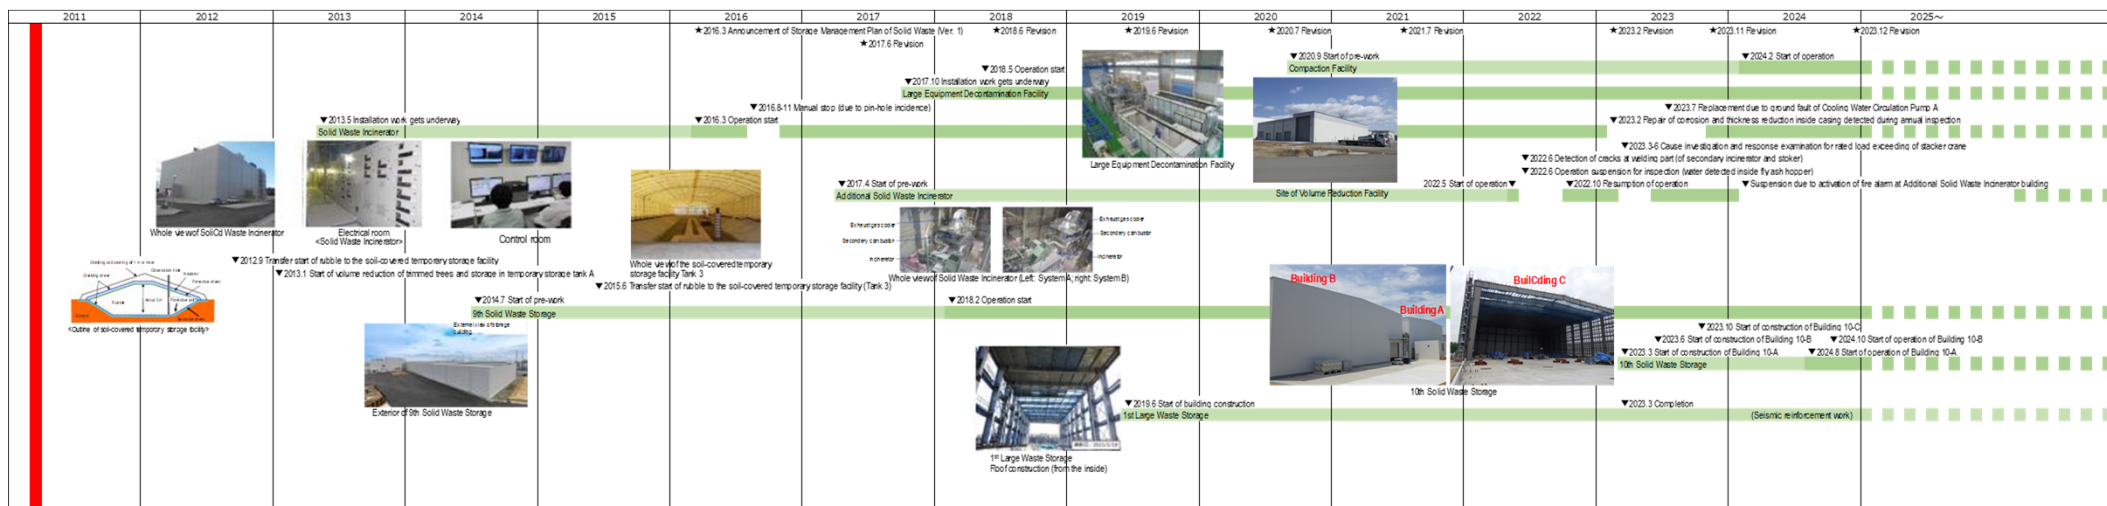 2011 2012 2013 2014 2015 2016 2017 2018 2019 2020 2021 2022 2023 2024 2025～
★2016.3 Announcement of Storage Management Plan of Solid Waste (Ver. 1)
★2018.6 Revision
★2019.6 Revision
★2020.7 Revision
★2021.7 Revision
★2023.2 Revision
★2023.11 Revision
★2023.12 Revision
★2017.6 Revision
▼2020.9 Start of pre-work
▼2024.2 Start of operation
Compaction Facility
▼2018.5 Operation start
▼2017.10 Installation work gets underway
Large Equipment Decontamination Facility
▼2016.8-11 Manual stop (due to pin-hole incidence)
▼2023.7 Replacement due to ground fault of Cooling Water Circulation Pump A
▼2013.5 Installation work gets underway
▼2016.3 Operation start
▼2023.2 Repair of corrosion and thickness reduction inside casing detected during annual inspection
Solid Waste Incinerator
▼2023.3-6 Cause investigation and response examination for rated load exceeding of stacker crane
Large Equipment Decontamination Facility
▼2022.6 Detection of cracks at welding part (of secondary incinerator and stoker)
▼2022.6 Operation suspension for inspection (water detected inside fly ash hopper)
▼2017.4 Start of pre-work
2022.5 Start of operation▼
▼2022.10 Resumption of operation
▼Suspension due to activation of fire alarm at Additional Solid Waste Incinerator building
Additional Solid Waste Incinerator
Site of Volume Reduction Facility
Whole view of SoliCd Waste Incinerator
Electrical room
<Solid Waste Incinerator>
Control room
Exhaust gas cooler
Secondary combustor
Incinerator
Exhaust gas cooler
Secondary combustor
Incinerator
Whole view of the soil-covered temporary
storage facility Tank 3
Whole view of Solid Waste Incinerator (Left: System A; right: System B)
▼2012.9 Transfer start of rubble to the soil-covered temporary storage facility
▼2013.1 Start of volume reduction of trimmed trees and storage in temporary storage tank A
▼2015.6 Transfer start of rubble to the soil-covered temporary storage facility (Tank 3)
Rubble
<Outline of soil-covered temporary storage facility>
▼2014.7 Start of pre-work
▼2018.2 Operation start
9th Solid Waste Storage
Building B
Building A
BuilCding C
External view of storage
building
Exterior of 9th Solid Waste Storage
▼2023.10 Start of construction of Building 10-C
▼2023.6 Start of construction of Building 10-B
▼2024.10 Start of operation of Building 10-B
▼2023.3 Start of construction of Building 10-A
▼2024.8 Start of operation of Building 10-A
10th Solid Waste Storage
10th Solid Waste Storage
▼2019.6 Start of building construction
▼2023.3 Completion
1st Large Waste Storage
(Seismic reinforcement work)
1st Large Waste Storage
Roof construction (from the inside)